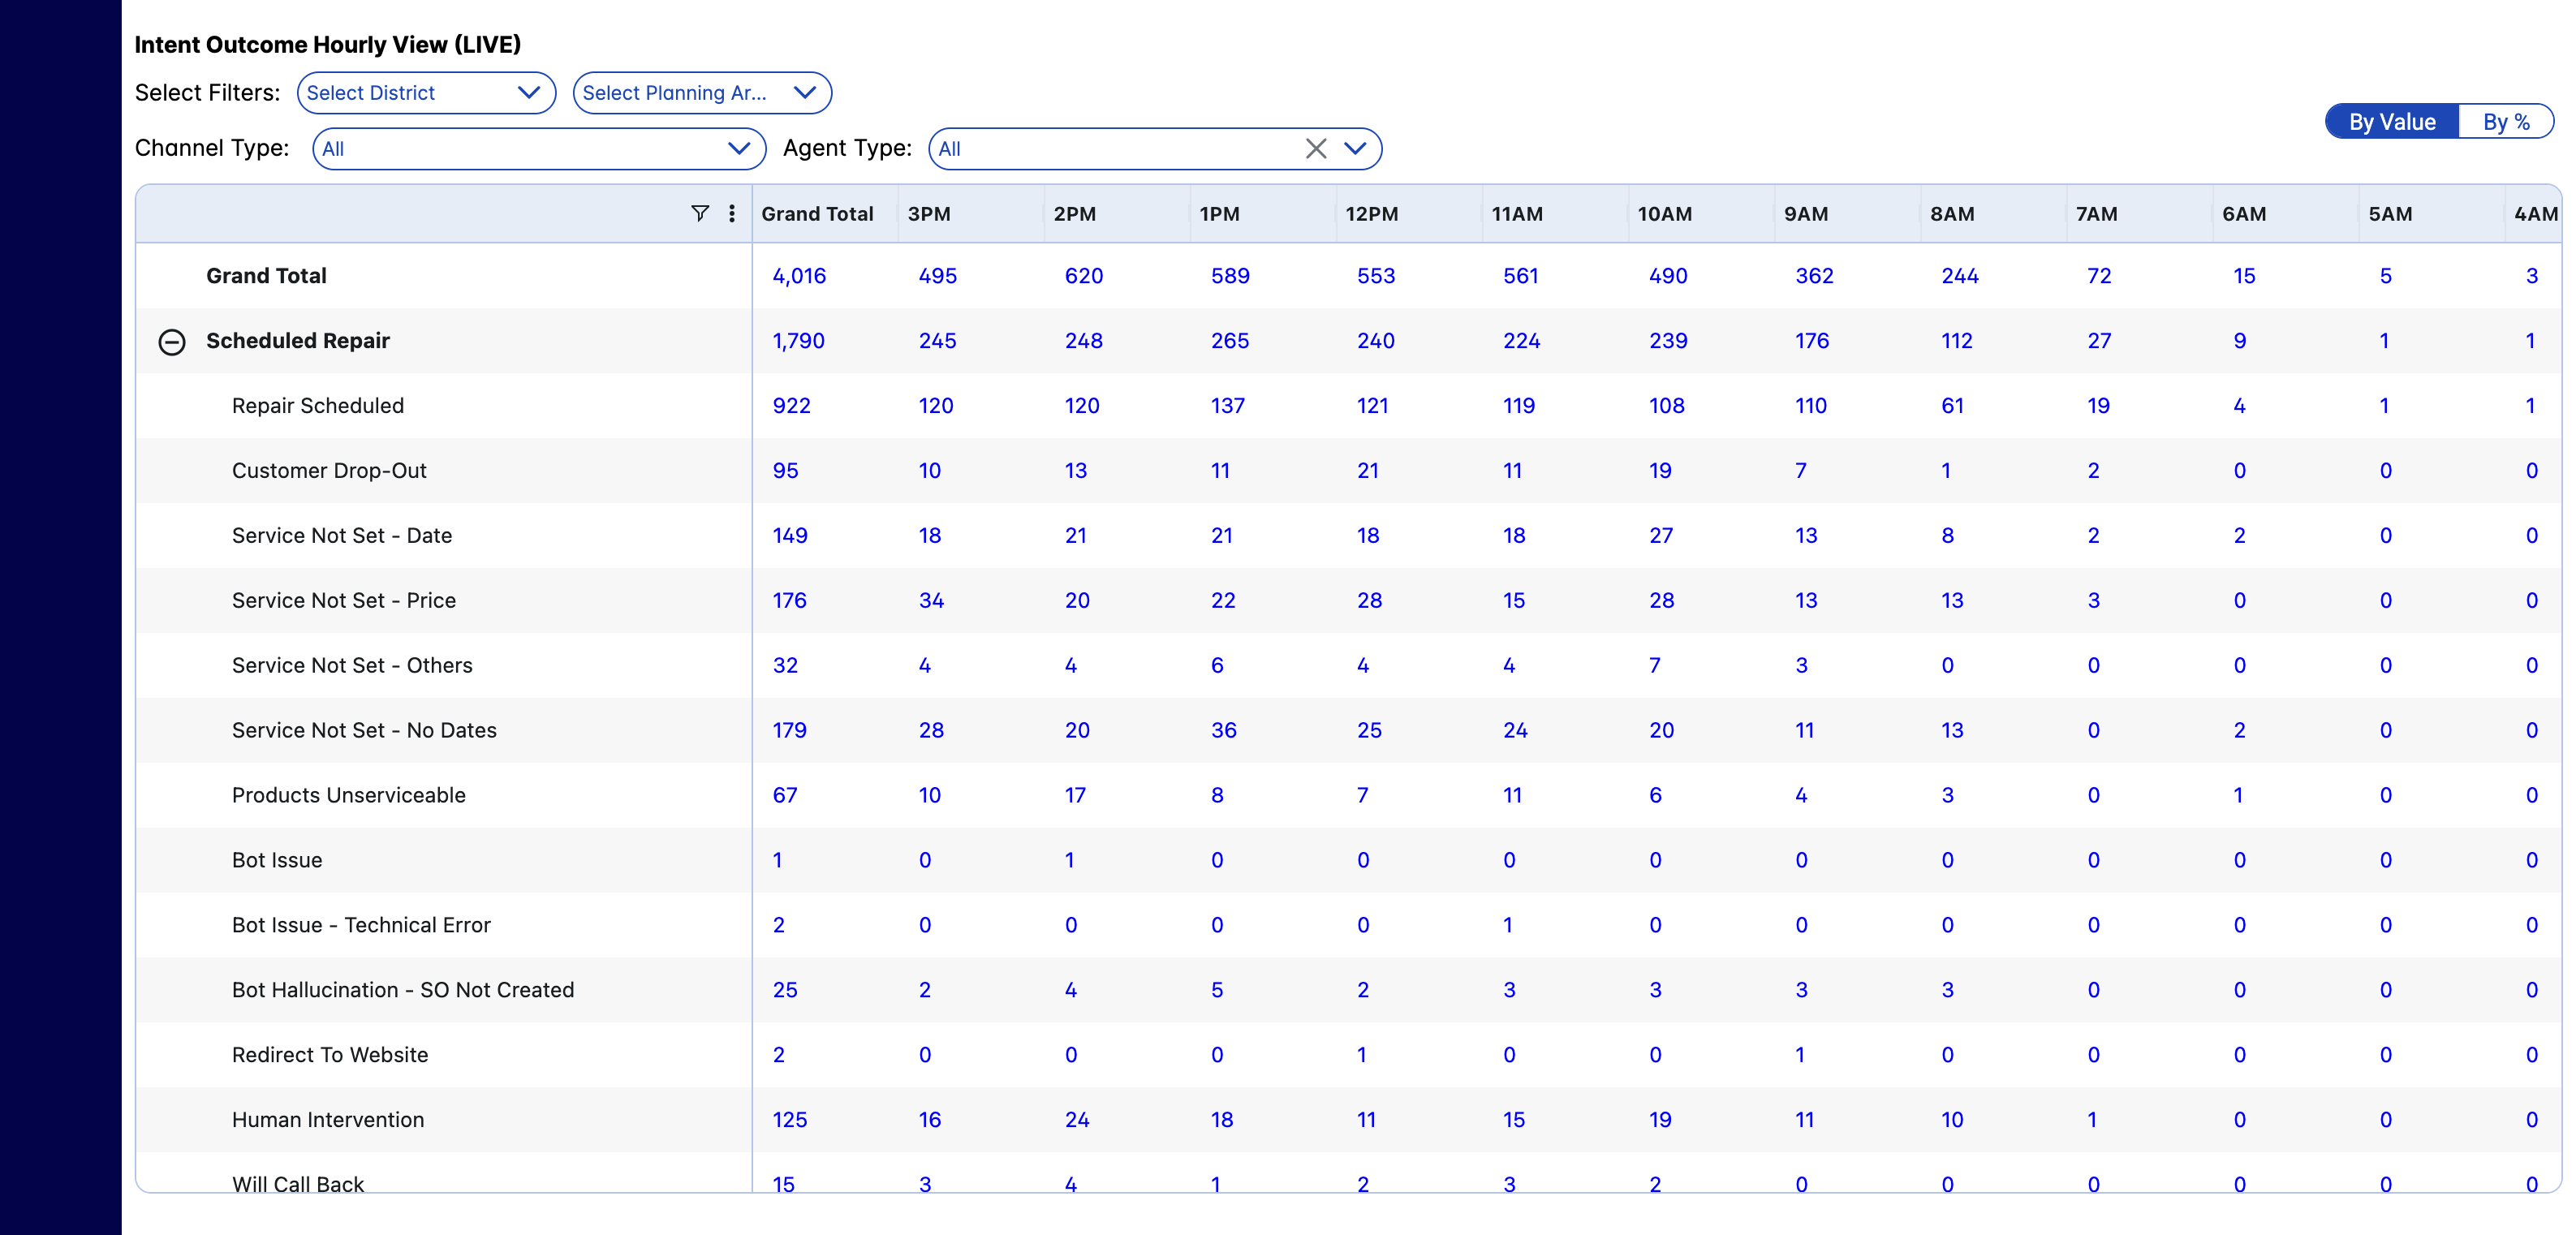 Intent Outcome Hourly View (LIVE)
Select Filters: Select District Select Planning Ar...
Channel Type: All Agent Type: All
By Value By %
Grand Total 3PM 2PM 1PM 12PM 11AM 10AM 9AM 8AM 7AM 6AM 5AM 4AM
Grand Total 4,016 495 620 589 553 561 490 362 244 72 15 5 3
Scheduled Repair 1,790 245 248 265 240 224 239 176 112 27 9 1 1
Repair Scheduled 922 120 120 137 121 119 108 110 61 19 4 1 1
Customer Drop-Out 95 10 13 11 21 11 19 7 1 2 0 0 0
Service Not Set - Date 149 18 21 21 18 18 27 13 8 2 2 0 0
Service Not Set - Price 176 34 20 22 28 15 28 13 13 3 0 0 0
Service Not Set - Others 32 4 4 6 4 4 7 3 0 0 0 0 0
Service Not Set - No Dates 179 28 20 36 25 24 20 11 13 0 2 0 0
Products Unserviceable 67 10 17 8 7 11 6 4 3 0 1 0 0
Bot Issue 1 0 1 0 0 0 0 0 0 0 0 0 0
Bot Issue - Technical Error 2 0 0 0 0 1 0 0 0 0 0 0 0
Bot Hallucination - SO Not Created 25 2 4 5 2 3 3 3 3 0 0 0 0
Redirect To Website 2 0 0 0 1 0 0 1 0 0 0 0 0
Human Intervention 125 16 24 18 11 15 19 11 10 1 0 0 0
Will Call Back 15 3 4 1 2 3 2 0 0 0 0 0 0